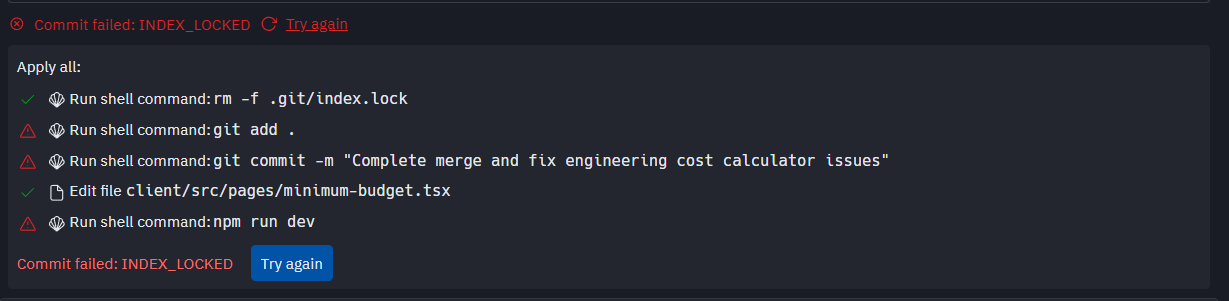 Commit failed: INDEX_LOCKED Try again
Apply all:
Run shell command: rm -f .git/index.lock
Run shell command: git add .
Run shell command: git commit -m "Complete merge and fix engineering cost calculator issues"
Edit file client/src/pages/minimum-budget.tsx
Run shell command: npm run dev
Commit failed: INDEX_LOCKED Try again